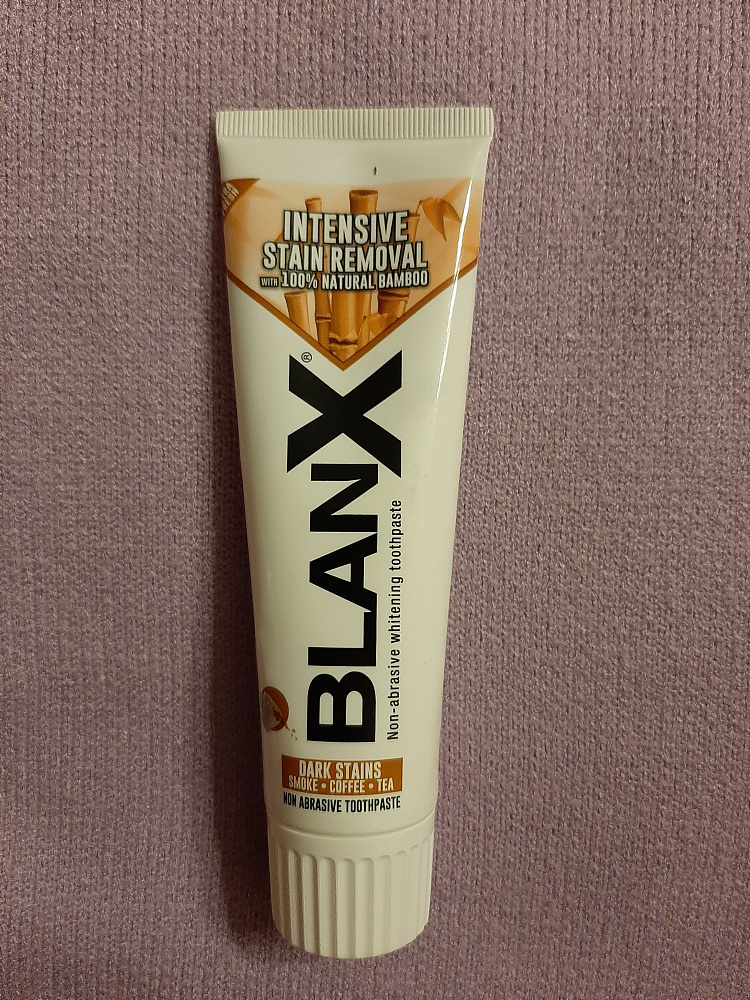 INTENSIVE
STAIN REMOVAL
WITH 100% NATURAL BAMBOO
BLANX®
Non-abrasive whitening toothpaste
DARK STAINS
SMOKE • COFFEE • TEA
NON ABRASIVE TOOTHPASTE